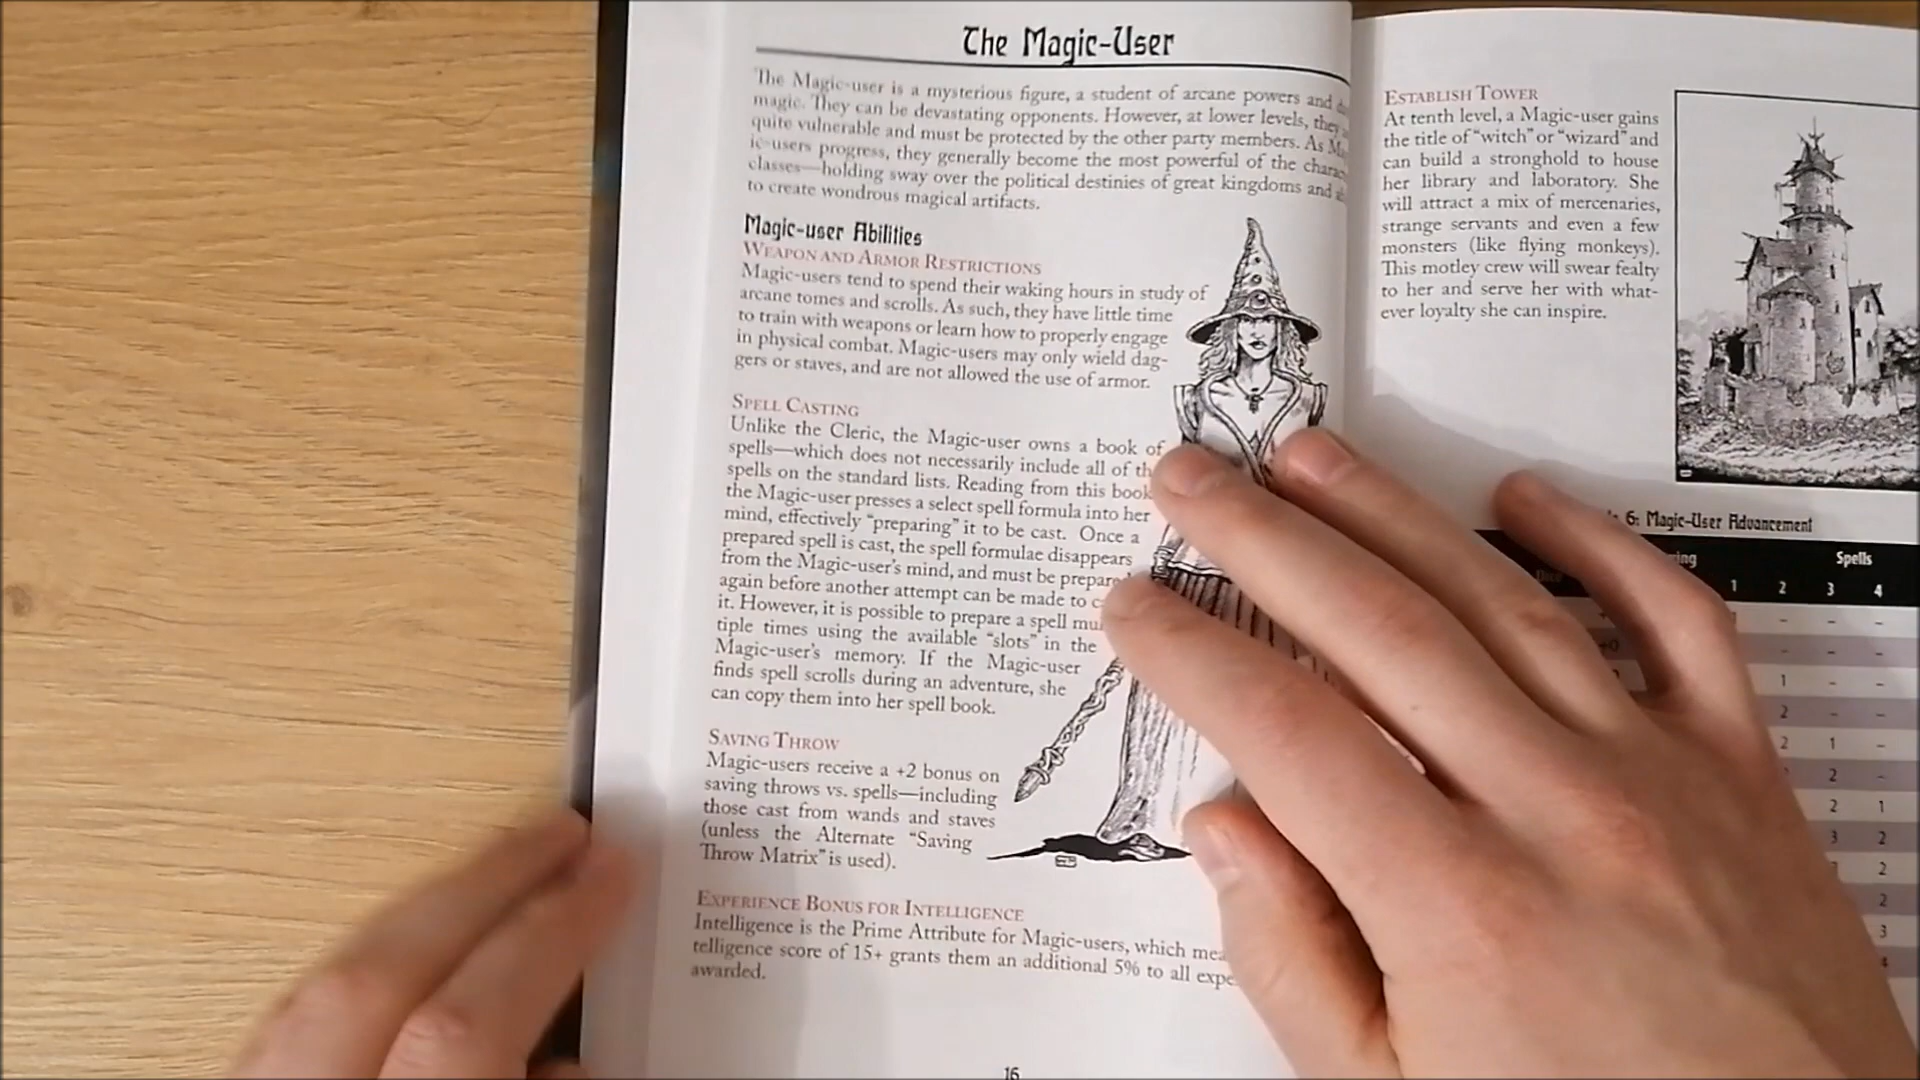 The Magic-User
The Magic-user is a mysterious figure, a student of arcane powers and
magic. They can be devastating opponents. However, at lower levels, they
quite vulnerable and must be protected by the other party members. As
ic-users progress, they generally become the most powerful of the
classes—holding sway over the political destinies of great kingdoms and
to create wondrous magical artifacts.
Magic-user Abilities
Weapon and Armor Restrictions
Magic-users tend to spend their waking hours in study of
arcane tomes and scrolls. As such, they have little time
to train with weapons or learn how to properly engage
in physical combat. Magic-users may only wield dag-
gers or staves, and are not allowed the use of armor.
Spell Casting
Unlike the Cleric, the Magic-user owns a book of
spells—which does not necessarily include all of
spells on the standard lists. Reading from this book
the Magic-user presses a select spell formula into her
mind, effectively “preparing” it to be cast. Once a
prepared spell is cast, the spell formulae disappears
from the Magic-user’s mind, and must be
again before another attempt can be made to
it. However, it is possible to prepare a spell
tiple times using the available “slots” in the
Magic-user’s memory. If the Magic-user
finds spell scrolls during an adventure, she
can copy them into her spell book.
Saving Throw
Magic-users receive a +2 bonus on
saving throws vs. spells—including
those cast from wands and staves
(unless the Alternate “Saving
Throw Matrix” is used).
Experience Bonus for Intelligence
Intelligence is the Prime Attribute for Magic-users, which
telligence score of 15+ grants them an additional 5% to all
awarded.
16
Establish Tower
At tenth level, a Magic-user gains
the title of “witch” or “wizard” and
can build a stronghold to house
her library and laboratory. She
will attract a mix of mercenaries,
strange servants and even a few
monsters (like flying monkeys).
This motley crew will swear fealty
to her and serve her with what-
ever loyalty she can inspire.
6: Magic-User Advancement
Spells
1 2 3 4
– – –
– – –
1 – –
2 – –
2 1 –
2 –
2 1
3 2
2
2
3
4